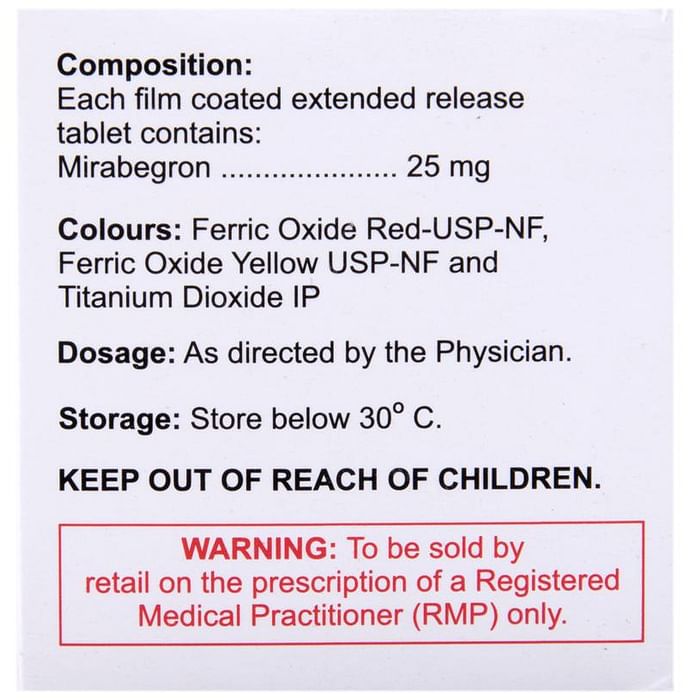 Composition:
Each film coated extended release
tablet contains:
Mirabegron ..................... 25 mg
Colours: Ferric Oxide Red-USP-NF,
Ferric Oxide Yellow USP-NF and
Titanium Dioxide IP
Dosage: As directed by the Physician.
Storage: Store below 30° C.
KEEP OUT OF REACH OF CHILDREN.
WARNING: To be sold by
retail on the prescription of a Registered
Medical Practitioner (RMP) only.